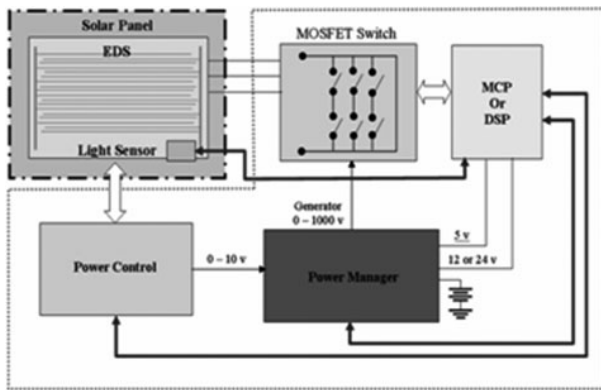 Solar Panel
EDS
Light Sensor
MOSFET Switch
MCP
Or
DSP
Generator
0 – 1000 v
5 v
12 or 24 v
Power Control
0 – 10 v
Power Manager